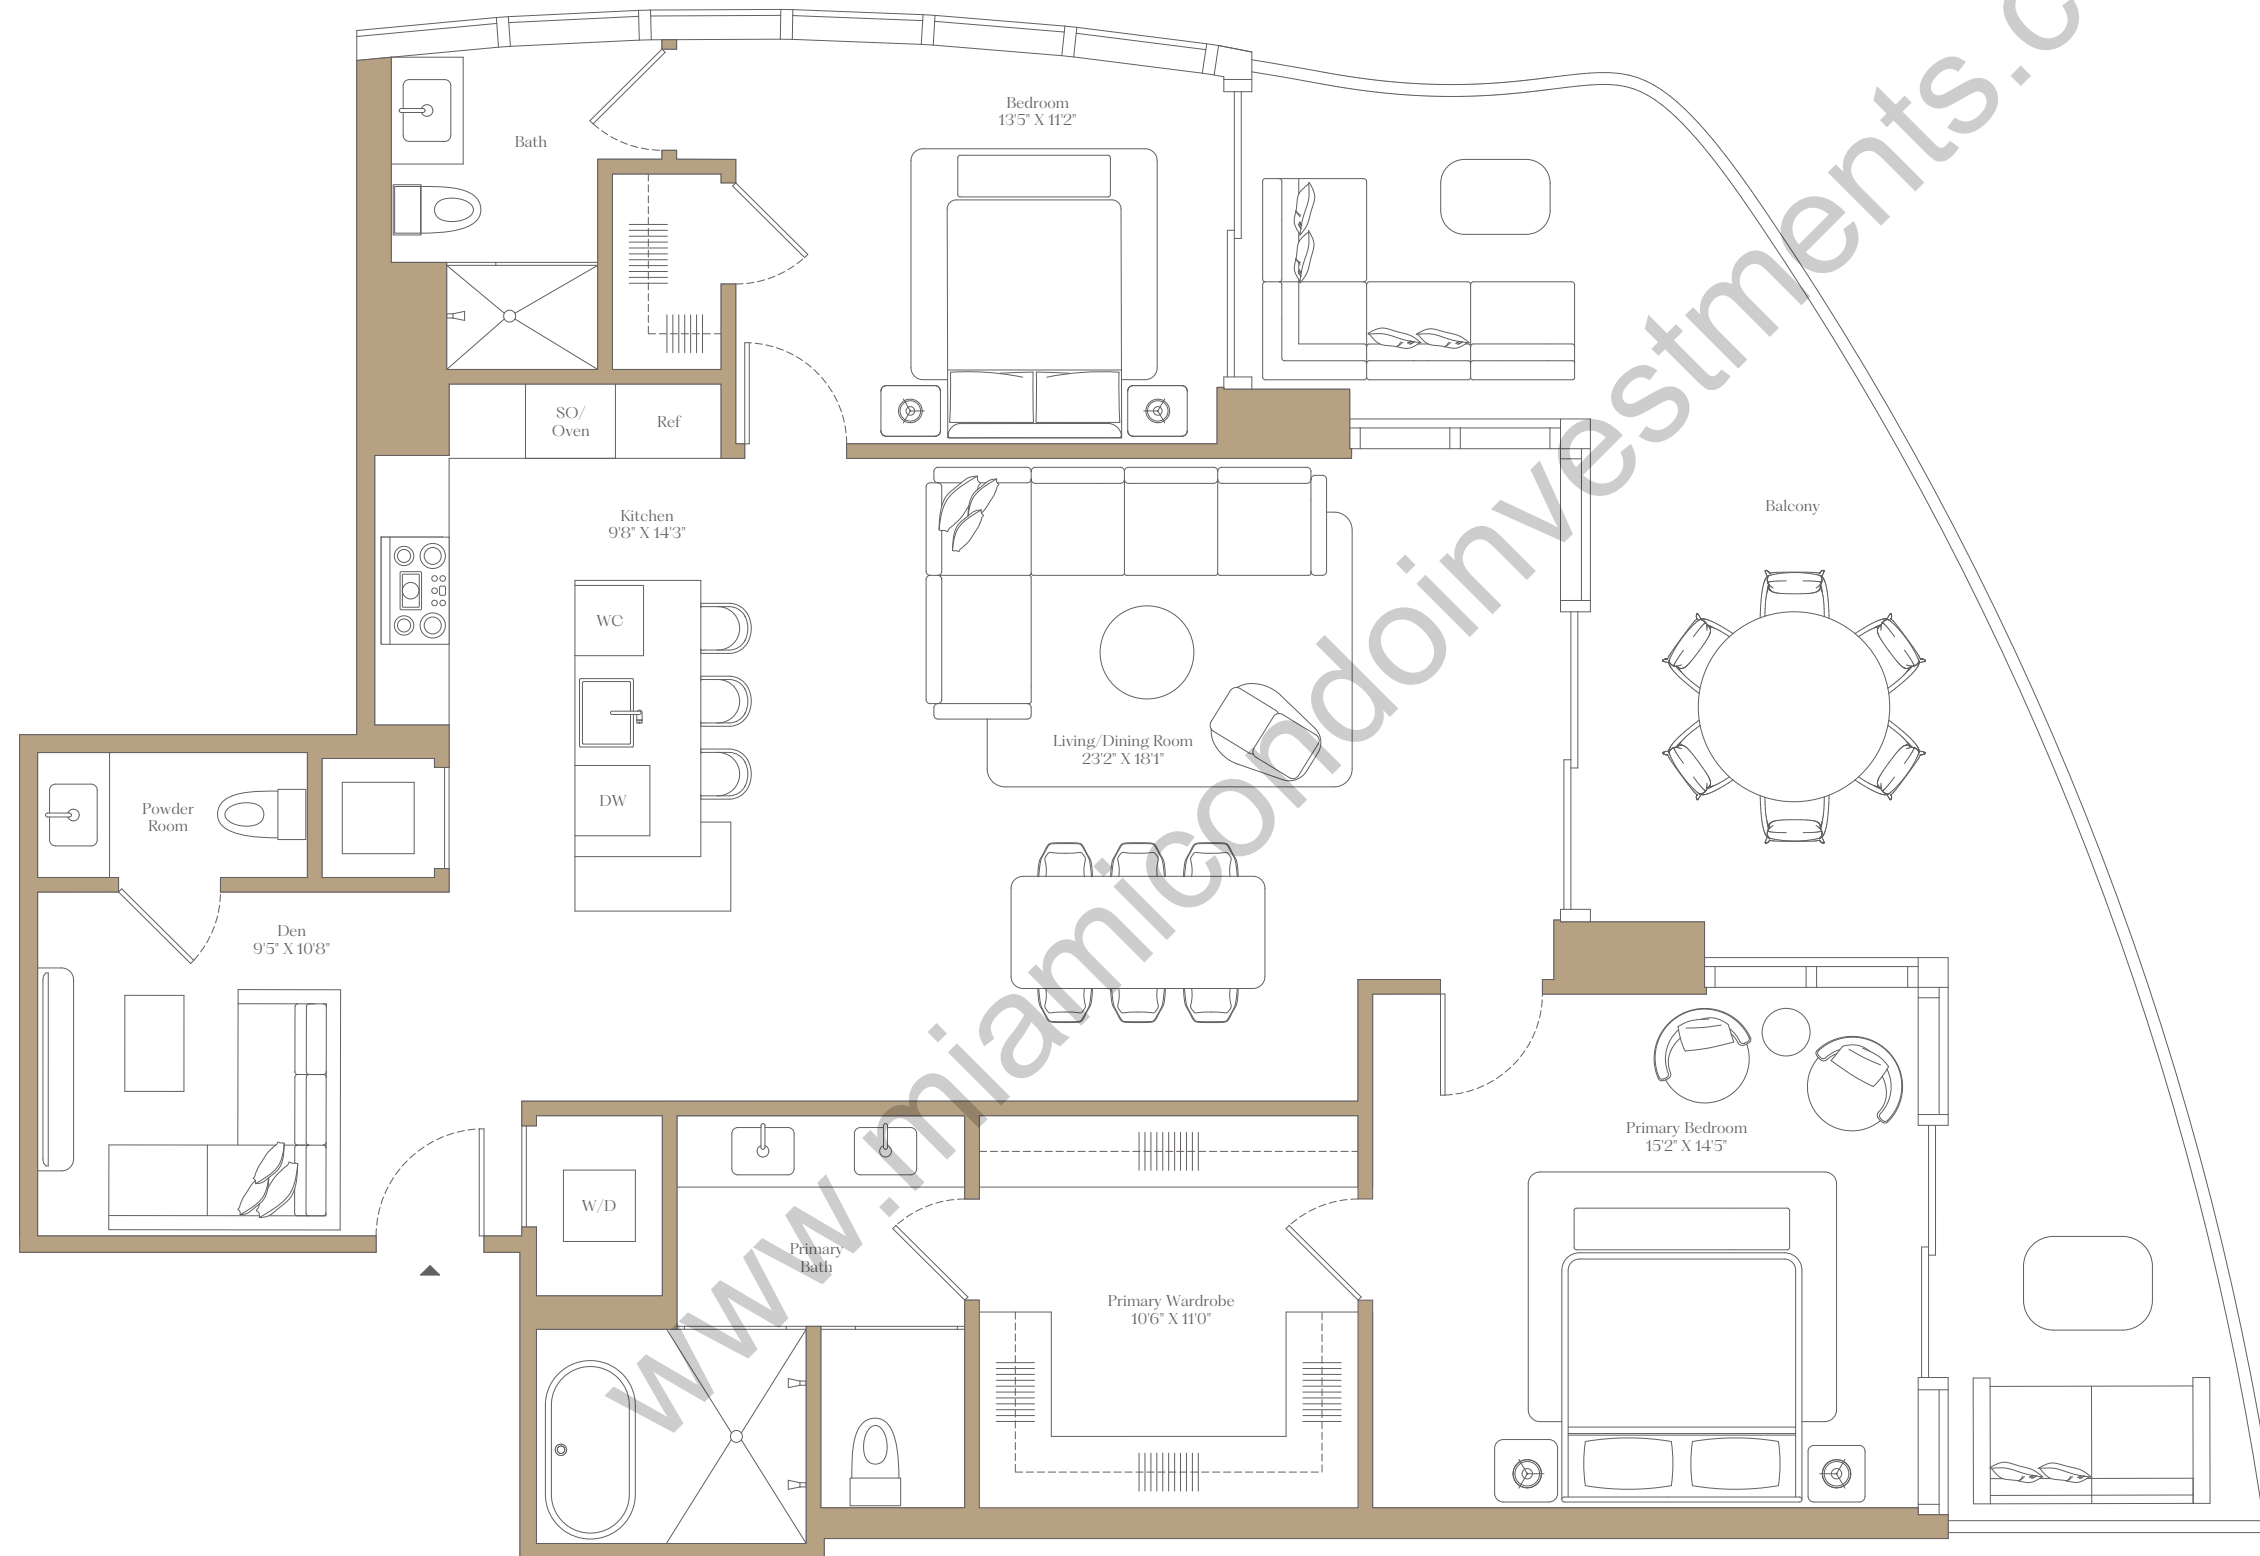 Bedroom
13'5" X 11'2"
Bath
SO/
Oven
Ref
Kitchen
9'8" X 14'3"
Balcony
WC
Living/Dining Room
23'2" X 18'1"
DW
Powder
Room
Den
9'5" X 10'8"
Primary Bedroom
15'2" X 14'5"
W/D
Primary
Bath
Primary Wardrobe
10'6" X 11'0"
www.miamicondoinvestments.c